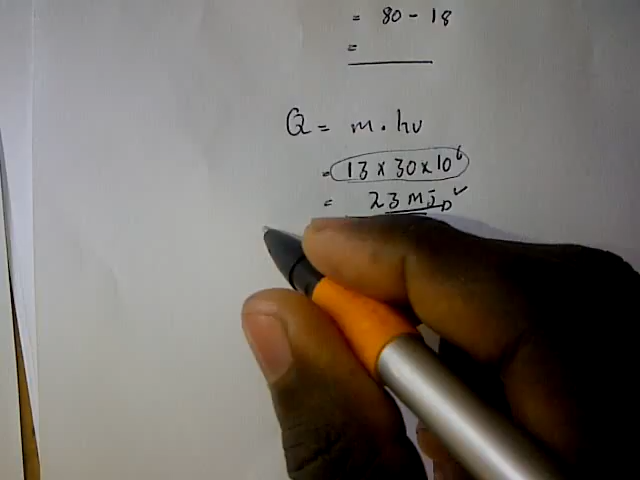 = 80 - 18
=
Q = m . hv
= 13 x 30 x 10⁶
= 23 MJ